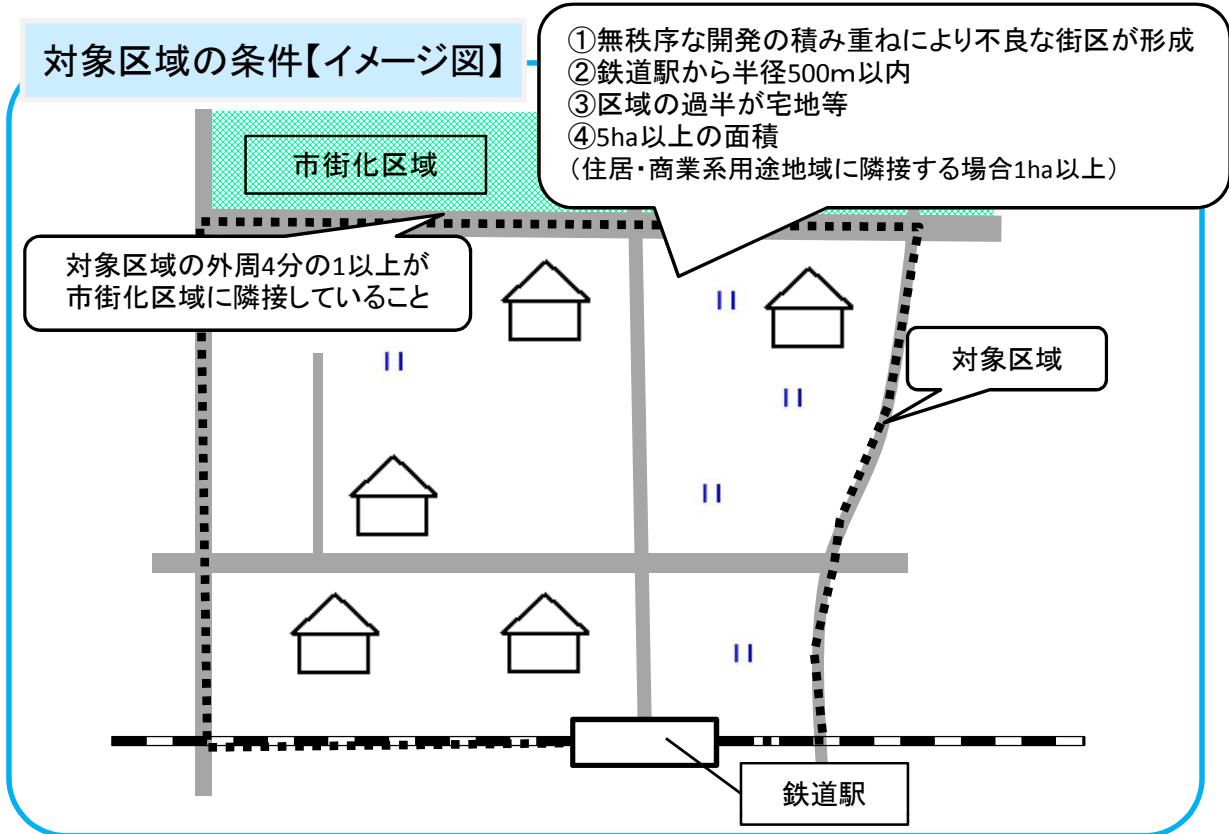 対象区域の条件【イメージ図】
①無秩序な開発の積み重ねにより不良な街区が形成
②鉄道駅から半径500m以内
③区域の過半が宅地等
④5ha以上の面積
（住居・商業系用途地域に隣接する場合1ha以上）
市街化区域
対象区域の外周4分の1以上が
市街化区域に隣接していること
対象区域
鉄道駅